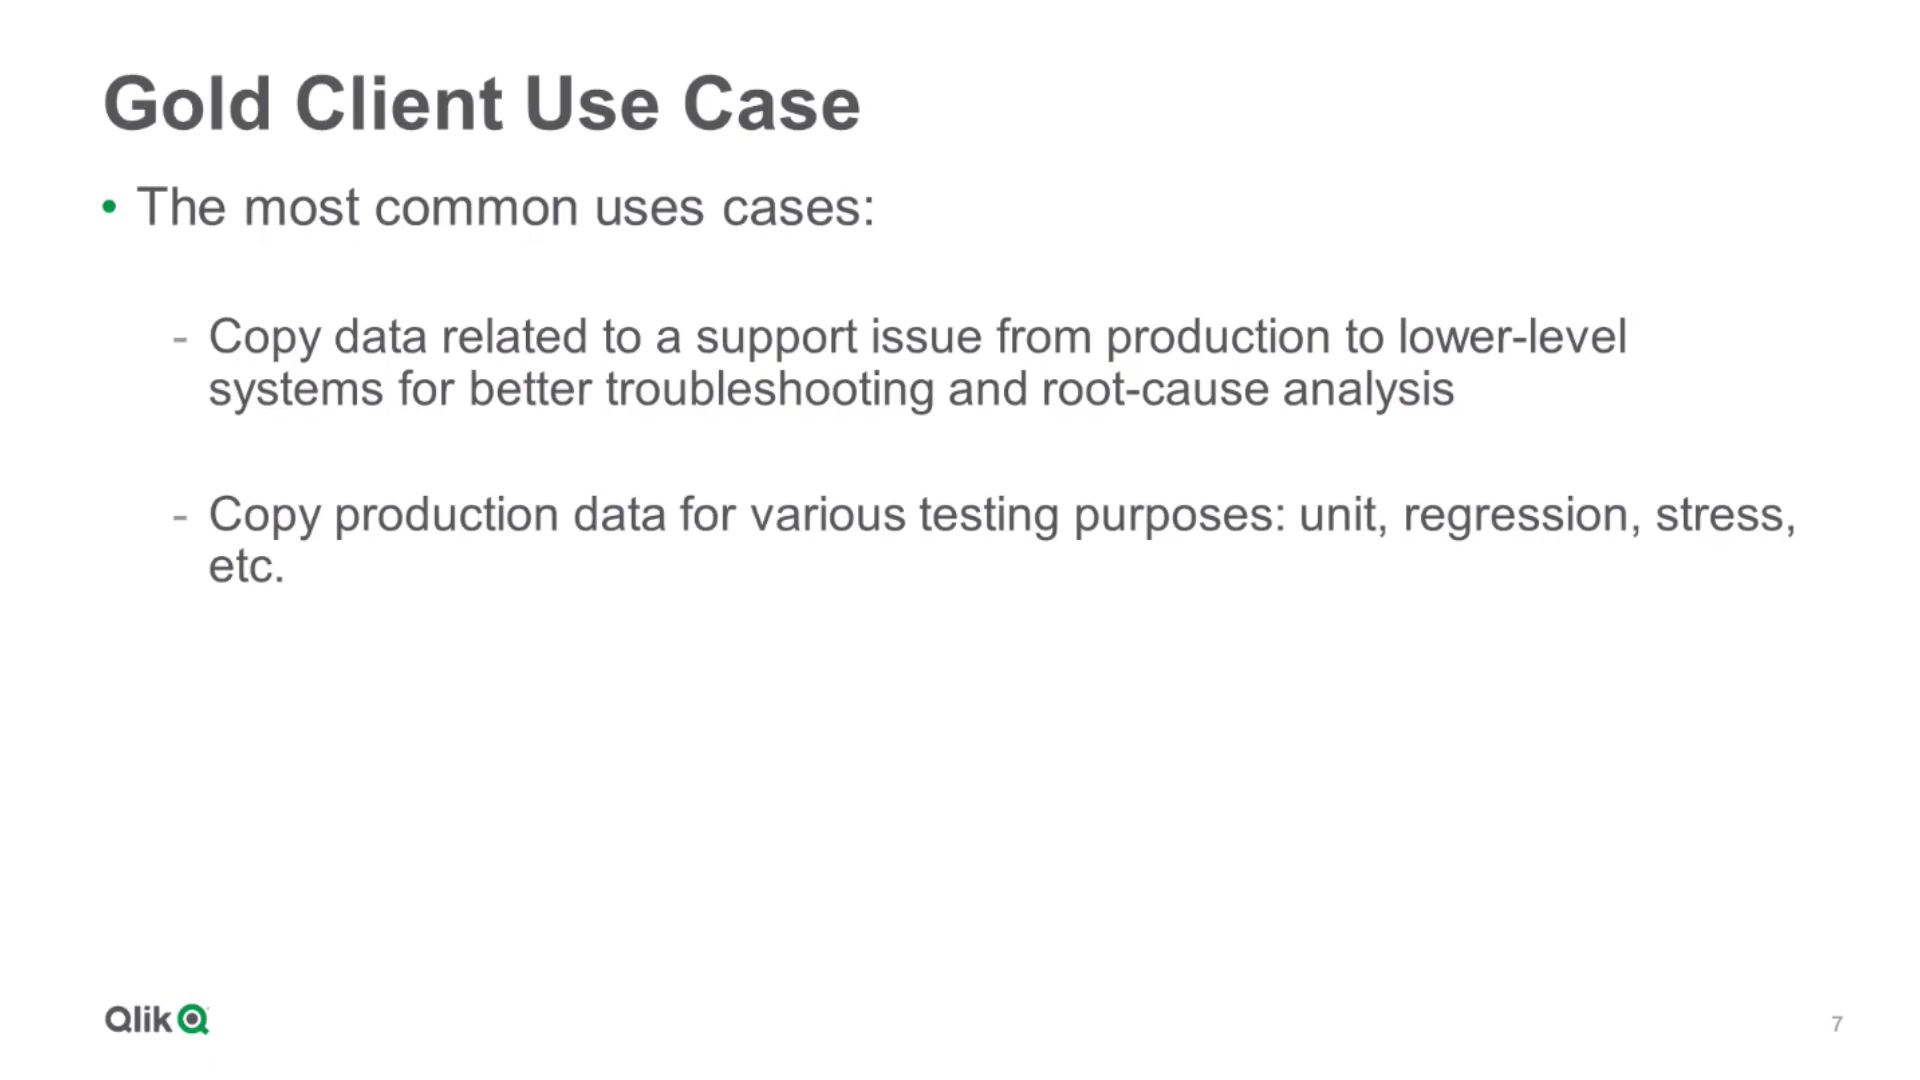 Gold Client Use Case
• The most common uses cases:
- Copy data related to a support issue from production to lower-level
systems for better troubleshooting and root-cause analysis
- Copy production data for various testing purposes: unit, regression, stress,
etc.
Qlik
7